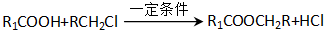 R₁COOH+RCH₂Cl 一定条件 → R₁COOCH₂R+HCl